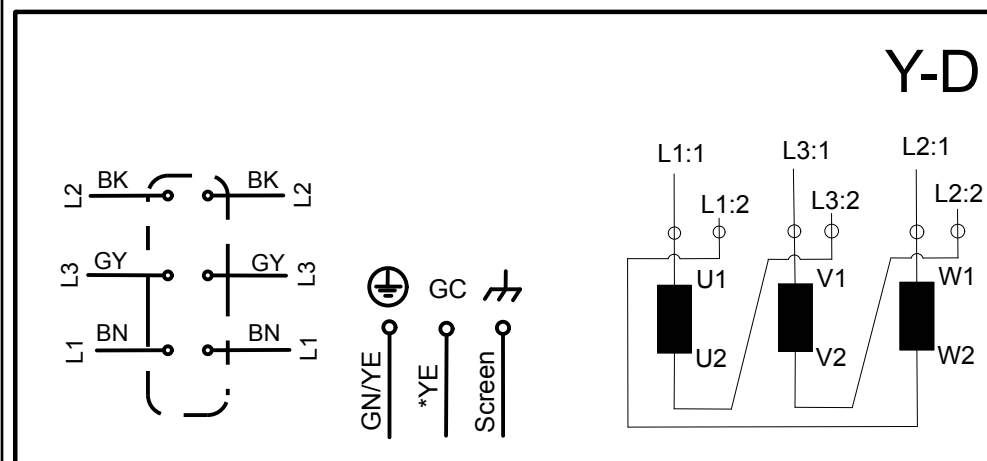 Y-D
L2 BK BK L2
L3 GY GY L3
L1 BN BN L1
GC
GN/YE
*YE
Screen
L1:1 L3:1 L2:1
L1:2 L3:2 L2:2
U1 V1 W1
U2 V2 W2